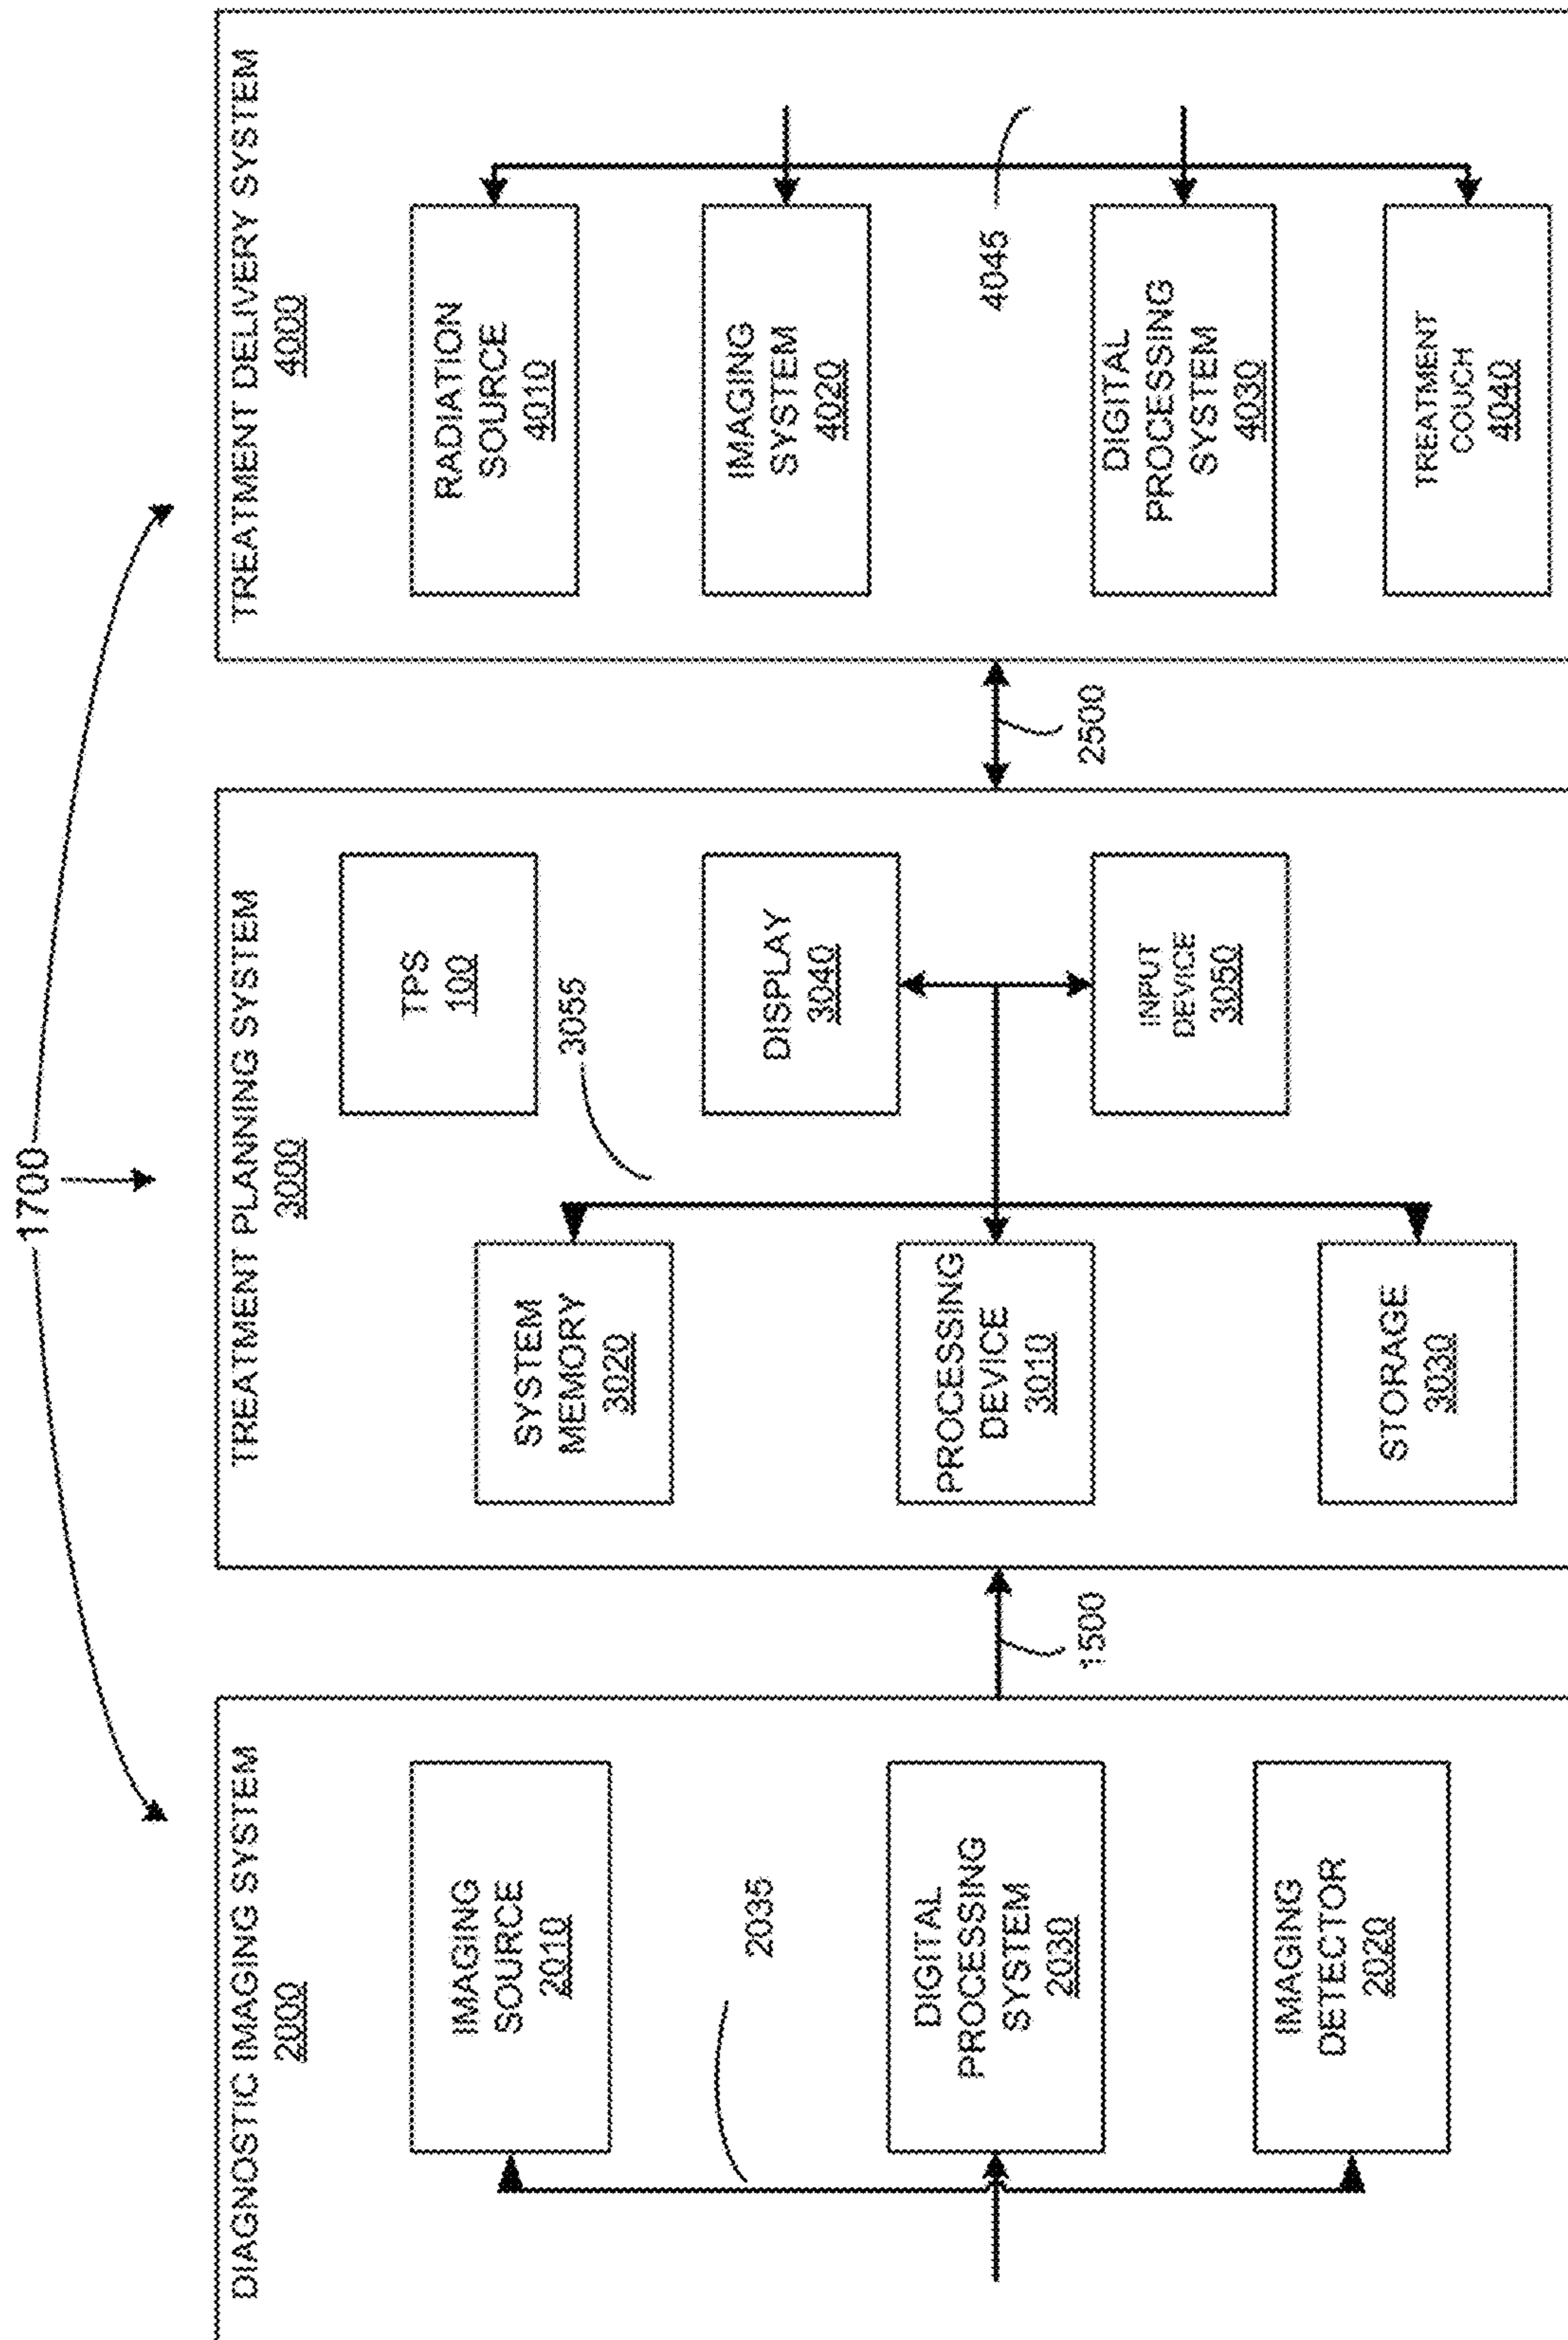 1700
DIAGNOSTIC IMAGING SYSTEM
2000
IMAGING
SOURCE
2010
2035
DIGITAL
PROCESSING
SYSTEM
2030
IMAGING
DETECTOR
2020
1500
TREATMENT PLANNING SYSTEM
3000
TPS
100
3055
SYSTEM
MEMORY
3020
DISPLAY
3040
PROCESSING
DEVICE
3010
INPUT
DEVICE
3050
STORAGE
3030
2500
TREATMENT DELIVERY SYSTEM
4000
RADIATION
SOURCE
4010
IMAGING
SYSTEM
4020
4045
DIGITAL
PROCESSING
SYSTEM
4030
TREATMENT
COUCH
4040